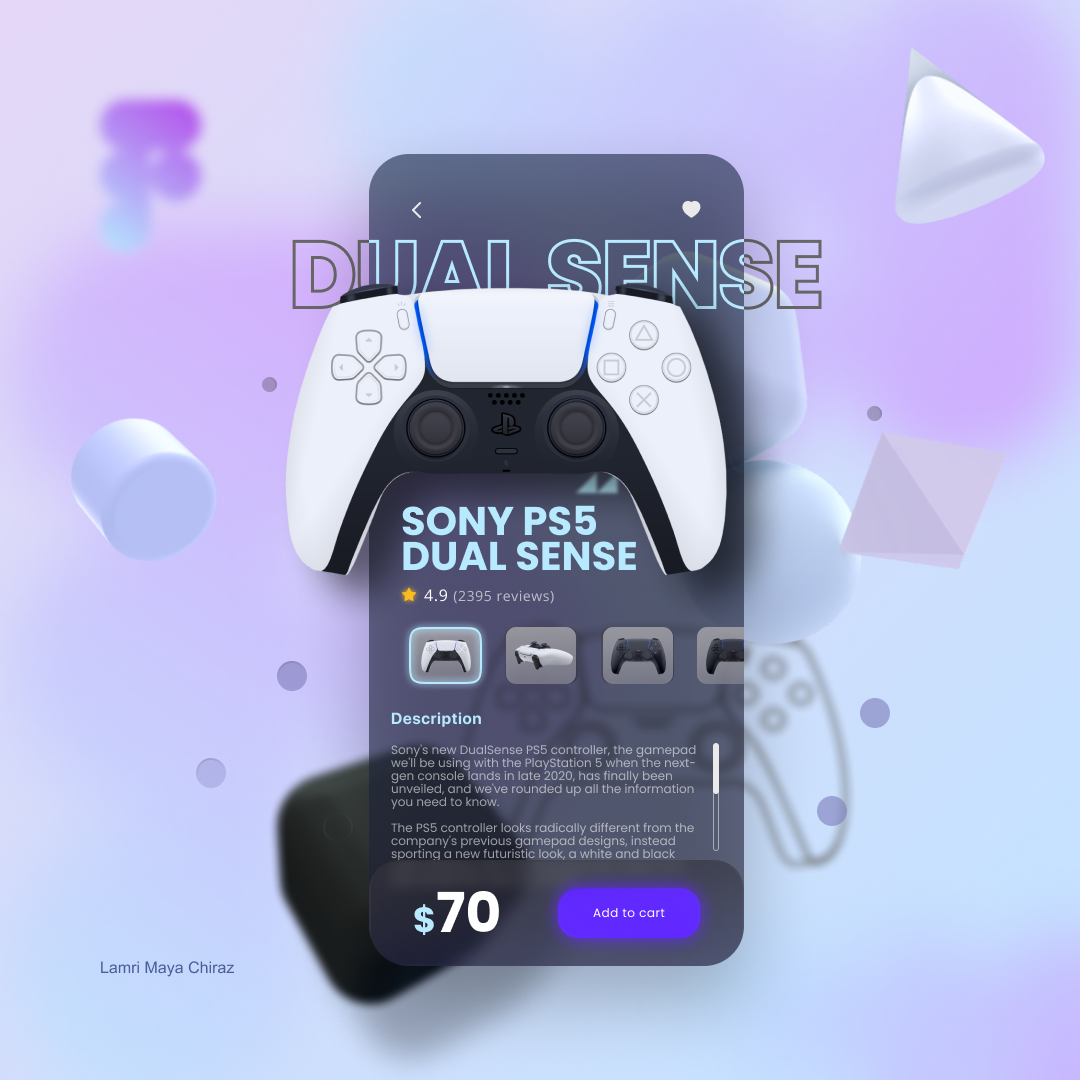 DUAL SENSE
SONY PS5
DUAL SENSE
4.9 (2395 reviews)
Description
Sony's new DualSense PS5 controller, the gamepad
we'll be using with the PlayStation 5 when the next-
gen console lands in late 2020, has finally been
unveiled, and we've rounded up all the information
you need to know.
The PS5 controller looks radically different from the
company's previous gamepad designs, instead
sporting a new futuristic look, a white and black
$70
Add to cart
Lamri Maya Chiraz